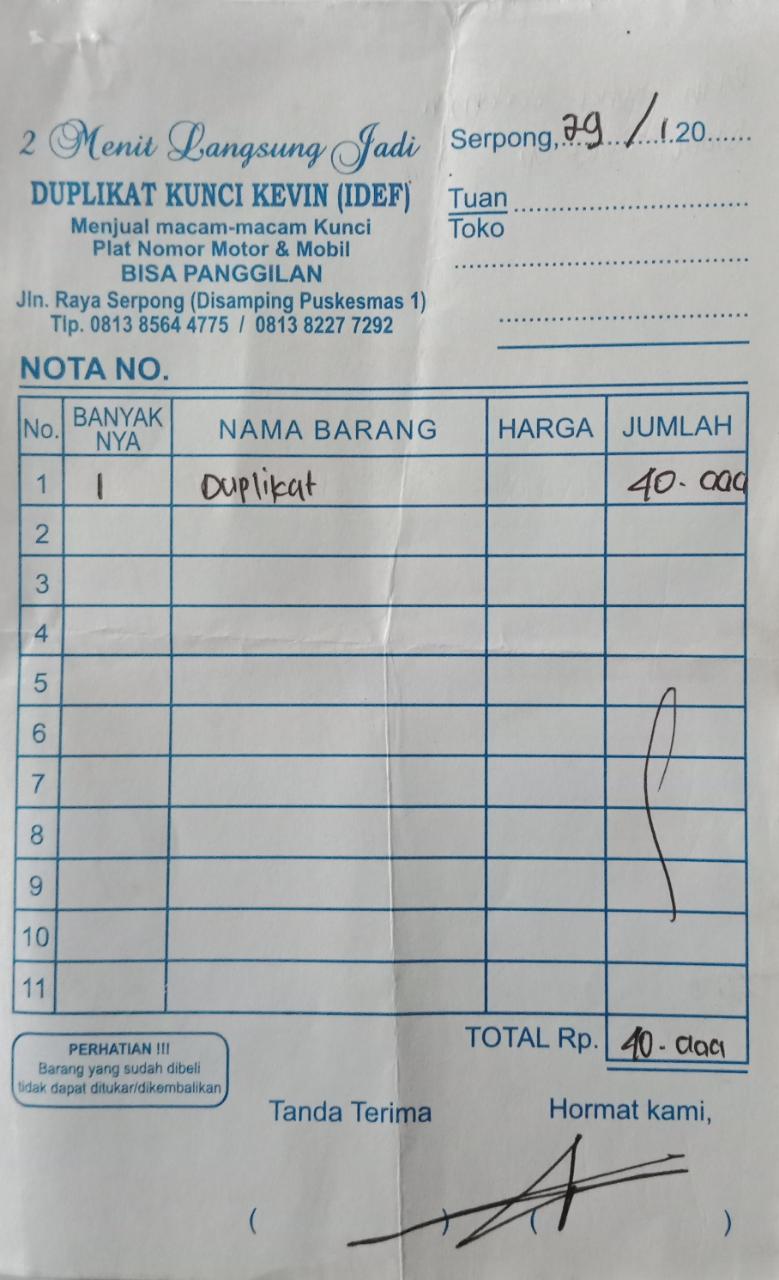 2 Menit Langsung Jadi
DUPLIKAT KUNCI KEVIN (IDEF)
Menjual macam-macam Kunci
Plat Nomor Motor & Mobil
BISA PANGGILAN
Jln. Raya Serpong (Disamping Puskesmas 1)
Tlp. 0813 8564 4775 / 0813 8227 7292
Serpong, 29 / 1 20......
Tuan
Toko
NOTA NO.
No. BANYAK NYA NAMA BARANG HARGA JUMLAH
1 1 Duplikat 40.000
2
3
4
5
6
7
8
9
10
11
TOTAL Rp. 40.000
PERHATIAN !!!
Barang yang sudah dibeli
tidak dapat ditukar/dikembalikan
Tanda Terima Hormat kami,
( ) ( )